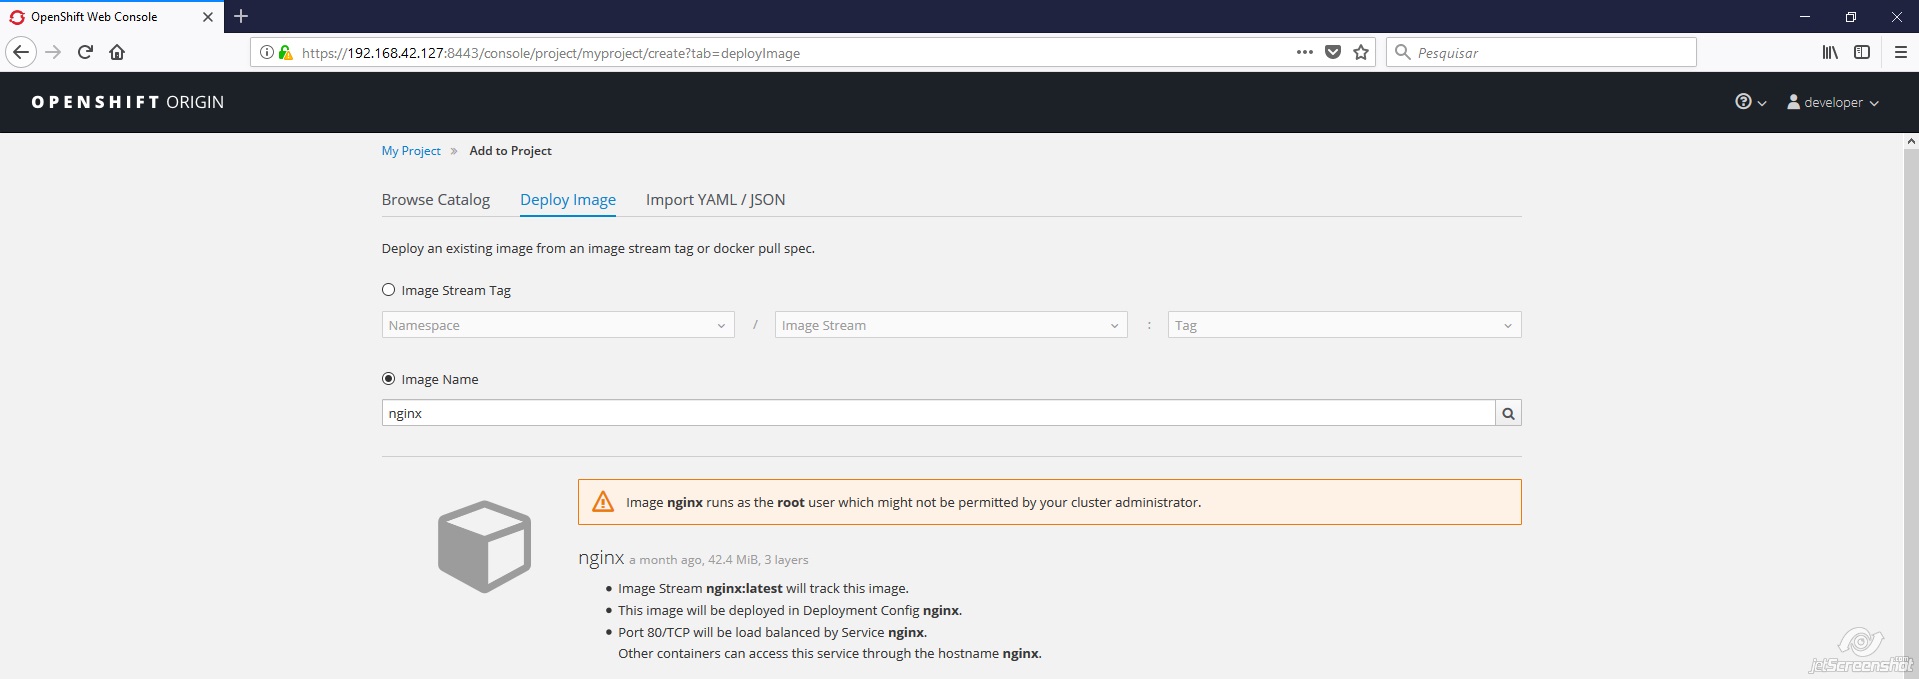 OpenShift Web Console
https://192.168.42.127:8443/console/project/myproject/create?tab=deployImage
Pesquisar
OPENSHIFT ORIGIN
developer
My Project » Add to Project
Browse Catalog Deploy Image Import YAML / JSON
Deploy an existing image from an image stream tag or docker pull spec.
Image Stream Tag
Namespace / Image Stream : Tag
Image Name
nginx
Image nginx runs as the root user which might not be permitted by your cluster administrator.
nginx a month ago, 42.4 MiB, 3 layers
• Image Stream nginx:latest will track this image.
• This image will be deployed in Deployment Config nginx.
• Port 80/TCP will be load balanced by Service nginx.
Other containers can access this service through the hostname nginx.
jetScreenshot.com